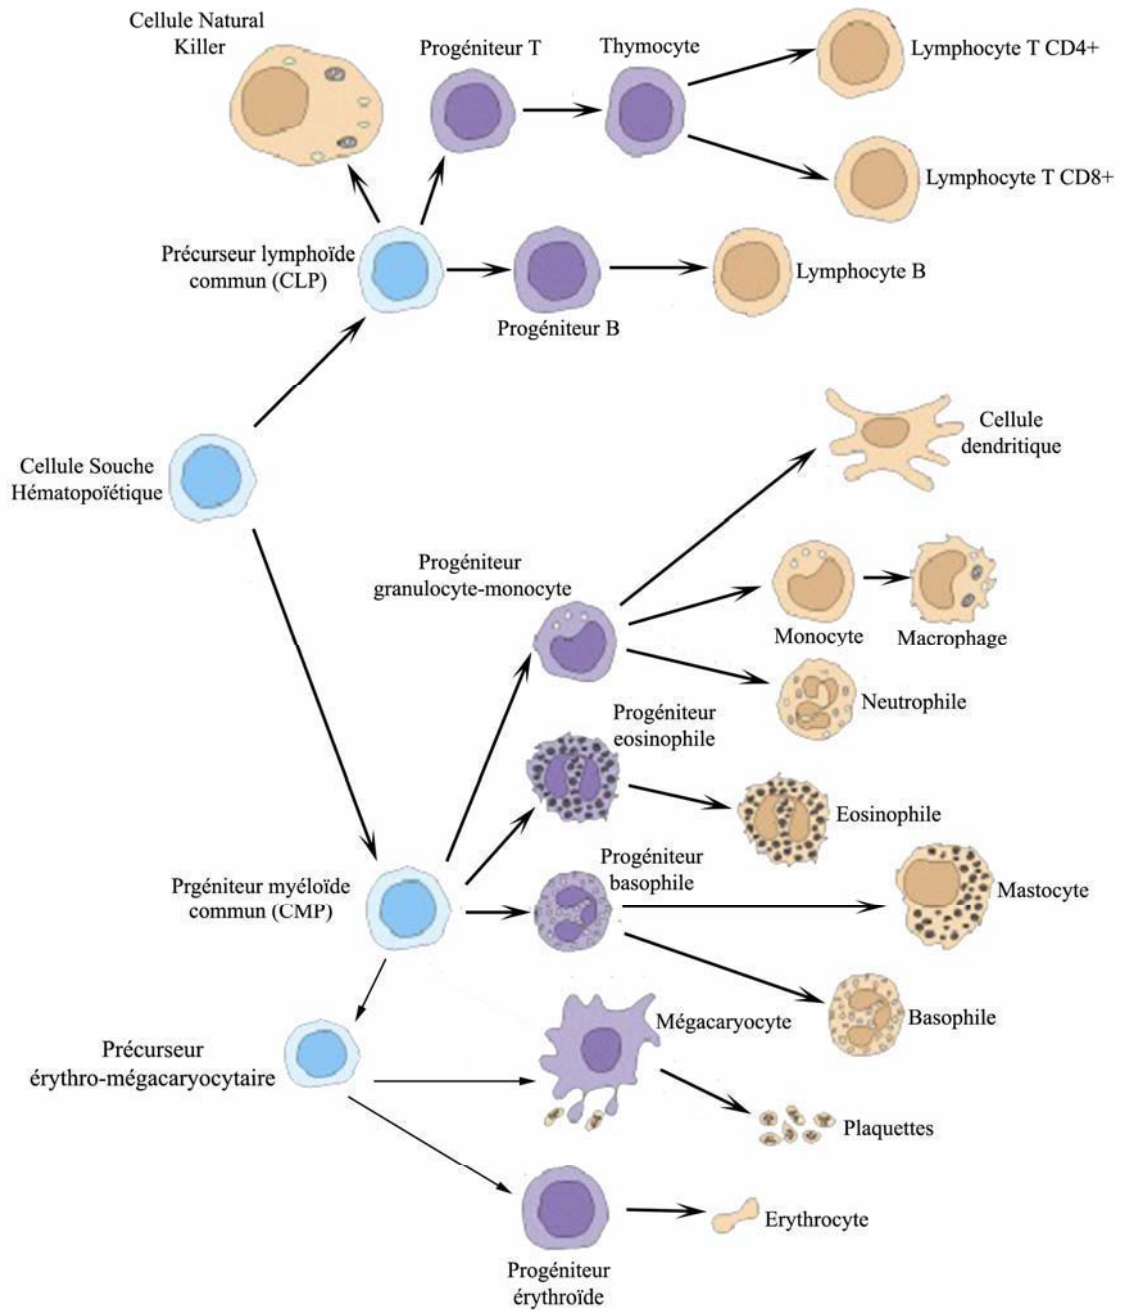 Cellule Natural
Killer
Progéniteur T
Thymocyte
Lymphocyte T CD4+
Lymphocyte T CD8+
Précurseur lymphoïde
commun (CLP)
Lymphocyte B
Progéniteur B
Cellule
dendritique
Cellule Souche
Hématopoïétique
Progéniteur
granulocyte-monocyte
Monocyte
Macrophage
Neutrophile
Progéniteur
eosinophile
Eosinophile
Progéniteur
basophile
Prgéniteur myéloïde
commun (CMP)
Mastocyte
Basophile
Mégacaryocyte
Précurseur
érythro-mégacaryocytaire
Plaquettes
Erythrocyte
Progéniteur
érythroïde